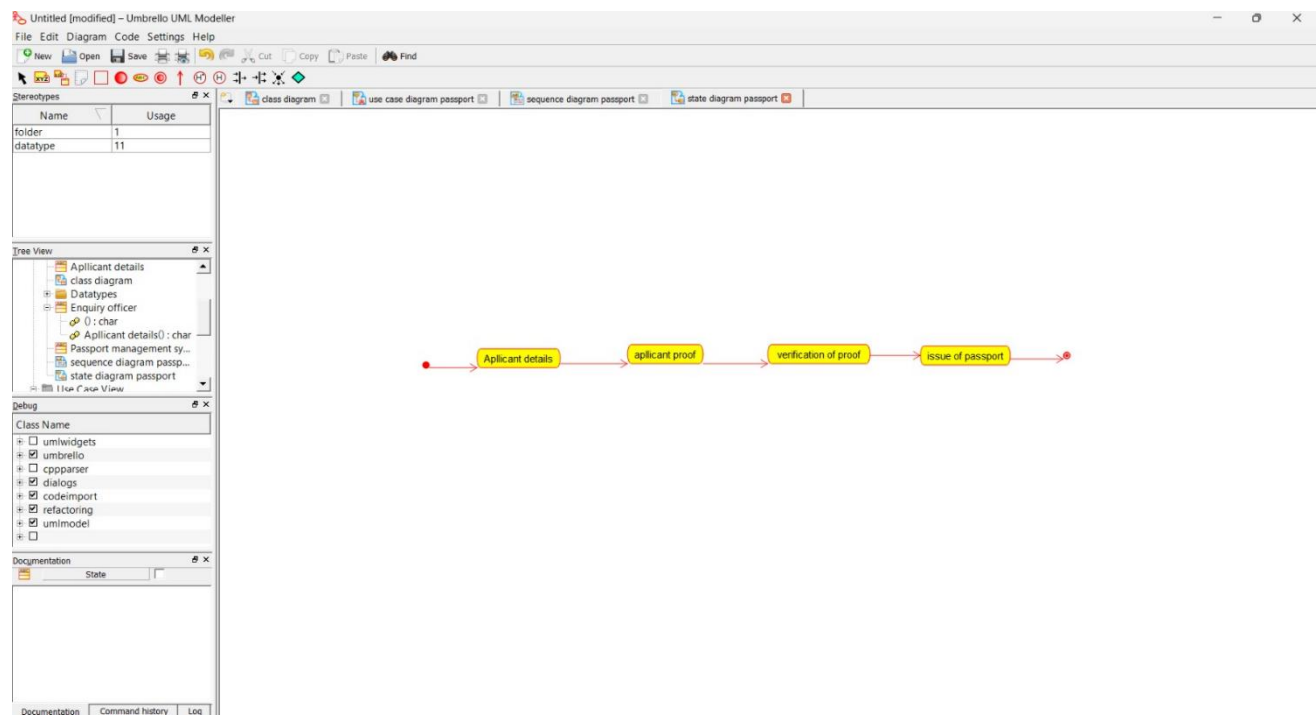 Untitled [modified] – Umbrello UML Modeller
File Edit Diagram Code Settings Help
New Open Save Cut Copy Paste Find
XYZ
Stereotypes
class diagram use case diagram passport sequence diagram passport state diagram passport
Name Usage
folder 1
datatype 11
Tree View
Apllicant details
class diagram
Datatypes
Enquiry officer
() : char
Apllicant details() : char
Passport management sy...
sequence diagram passp...
state diagram passport
Use Case View
Apllicant details
apllicant proof
verification of proof
issue of passport
Debug
Class Name
umlwidgets
umbrello
cppparser
dialogs
codeimport
refactoring
umlmodel
Documentation
State
Documentation Command history Log